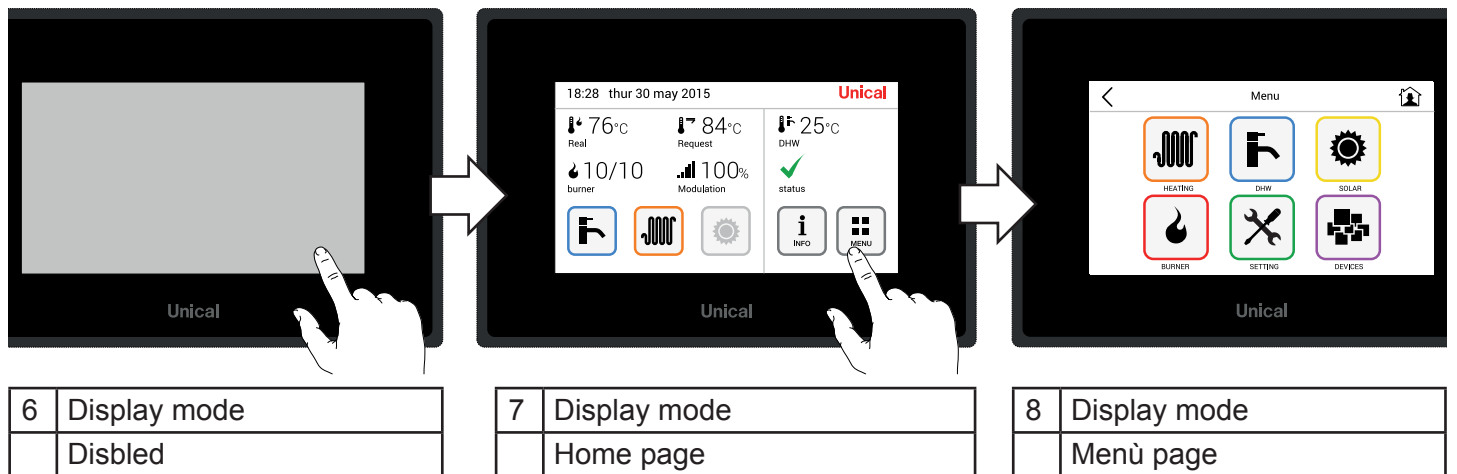 Unical
18:28 thur 30 may 2015 Unical
76°C 84°C 25°C
Real Request DHW
10/10 100%
burner Modulation status
i
INFO MENU
Unical
Menu
HEATING DHW SOLAR
BURNER SETTING DEVICES
Unical
6 Display mode
Disbled
7 Display mode
Home page
8 Display mode
Menù page